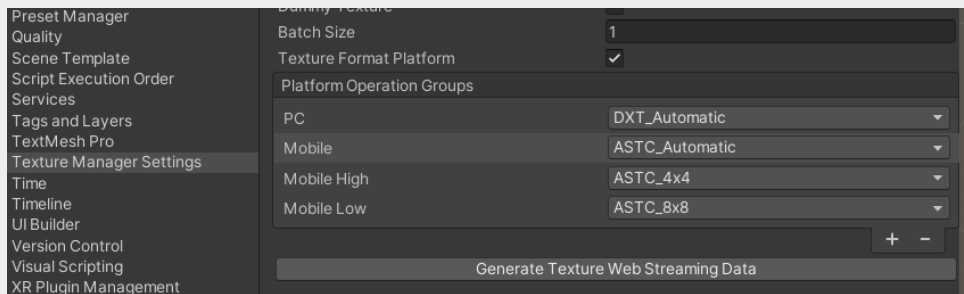 Preset Manager
Quality
Scene Template
Script Execution Order
Services
Tags and Layers
TextMesh Pro
Texture Manager Settings
Time
Timeline
UI Builder
Version Control
Visual Scripting
XR Plugin Management
Dummy Texture
Batch Size 1
Texture Format Platform
Platform Operation Groups
PC DXT_Automatic
Mobile ASTC_Automatic
Mobile High ASTC_4x4
Mobile Low ASTC_8x8
+ -
Generate Texture Web Streaming Data